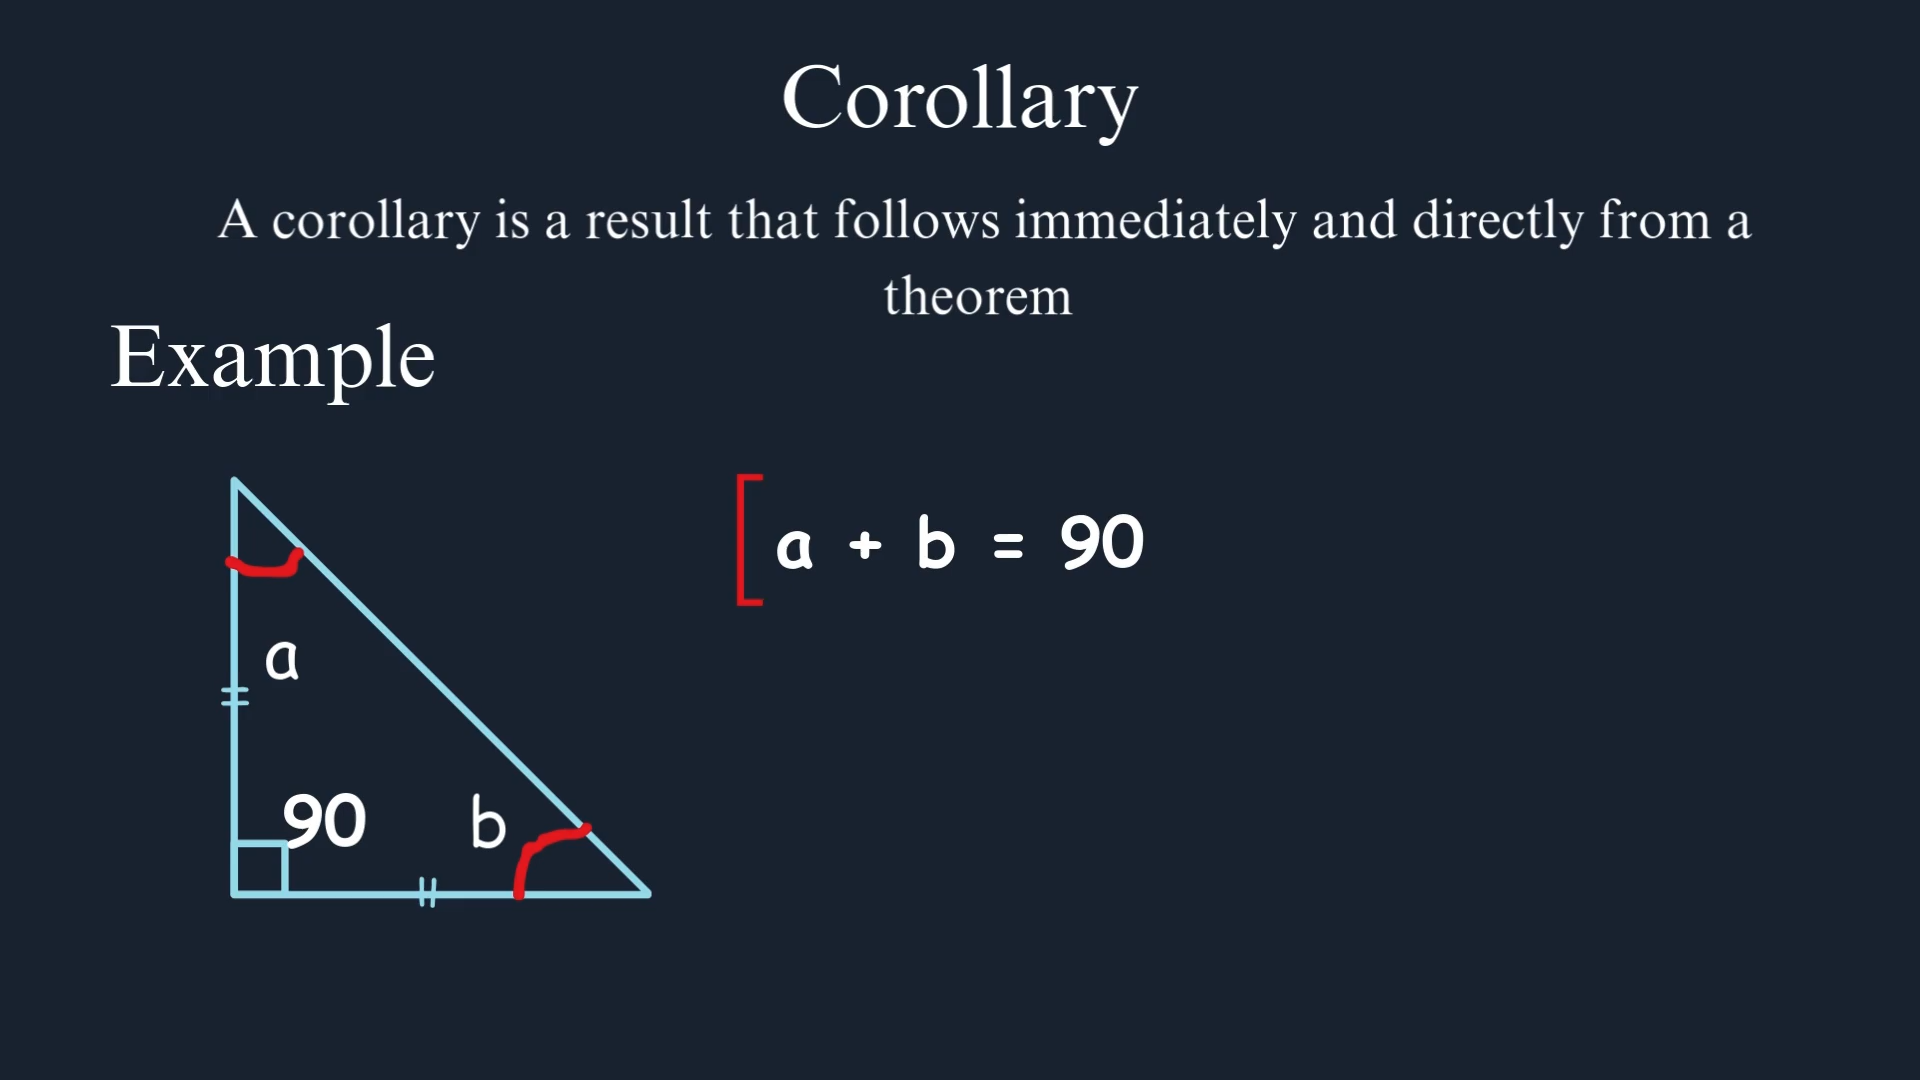 Corollary
A corollary is a result that follows immediately and directly from a
theorem
Example
a + b = 90
a
90
b